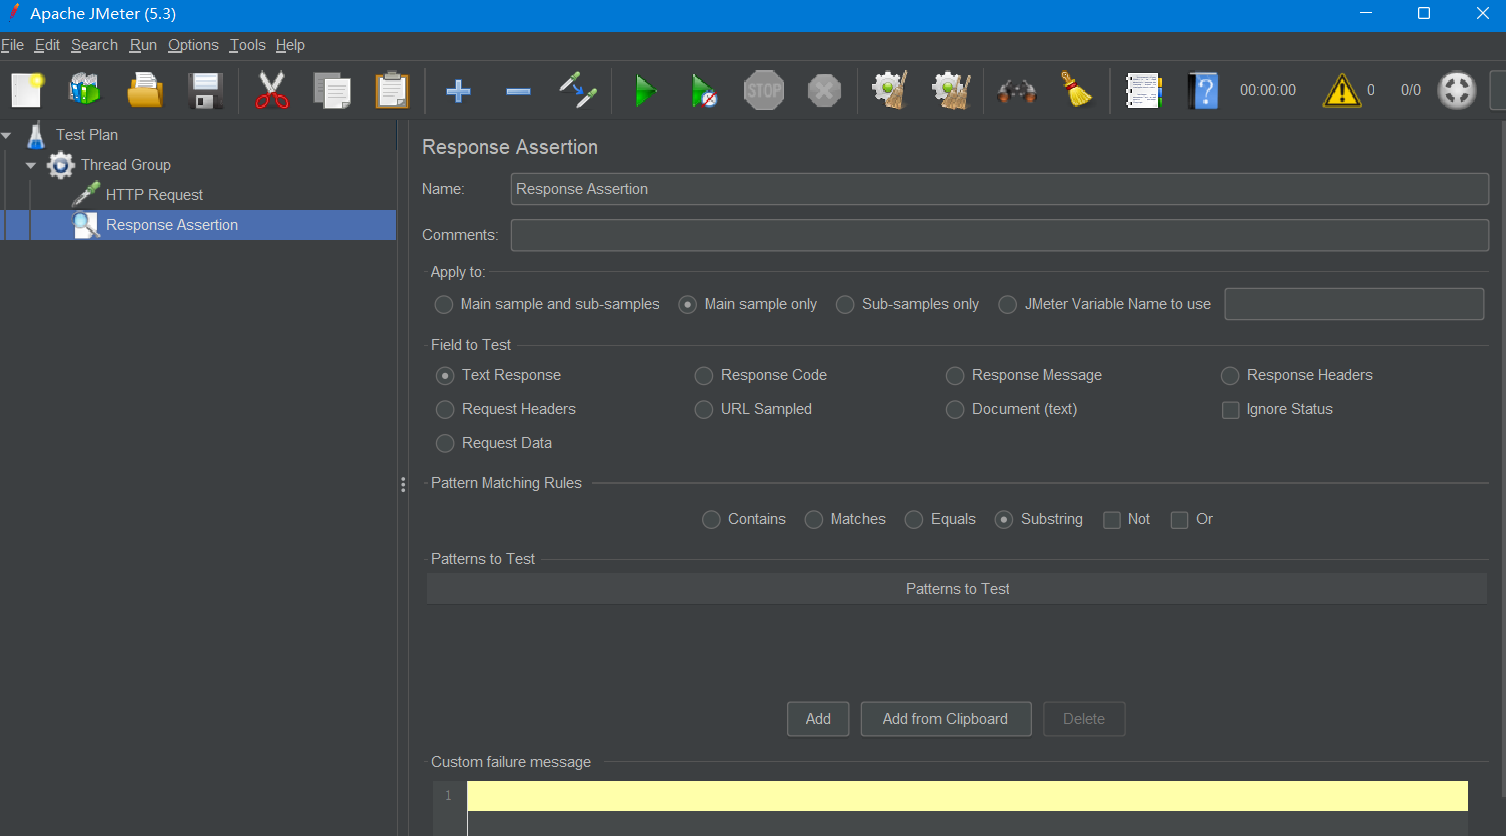 Apache JMeter (5.3)
File Edit Search Run Options Tools Help
STOP ? 00:00:00 0 0/0
Test Plan
Thread Group
HTTP Request
Response Assertion
Response Assertion
Name: Response Assertion
Comments:
Apply to:
Main sample and sub-samples Main sample only Sub-samples only JMeter Variable Name to use
Field to Test
Text Response Response Code Response Message Response Headers
Request Headers URL Sampled Document (text) Ignore Status
Request Data
Pattern Matching Rules
Contains Matches Equals Substring Not Or
Patterns to Test
Patterns to Test
Add Add from Clipboard Delete
Custom failure message
1